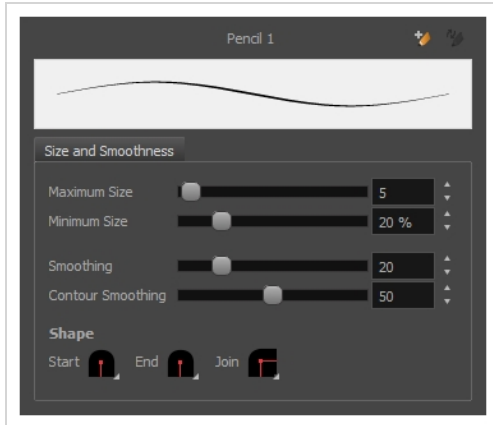 Pencil 1
Size and Smoothness
Maximum Size 5
Minimum Size 20 %
Smoothing 20
Contour Smoothing 50
Shape
Start End Join